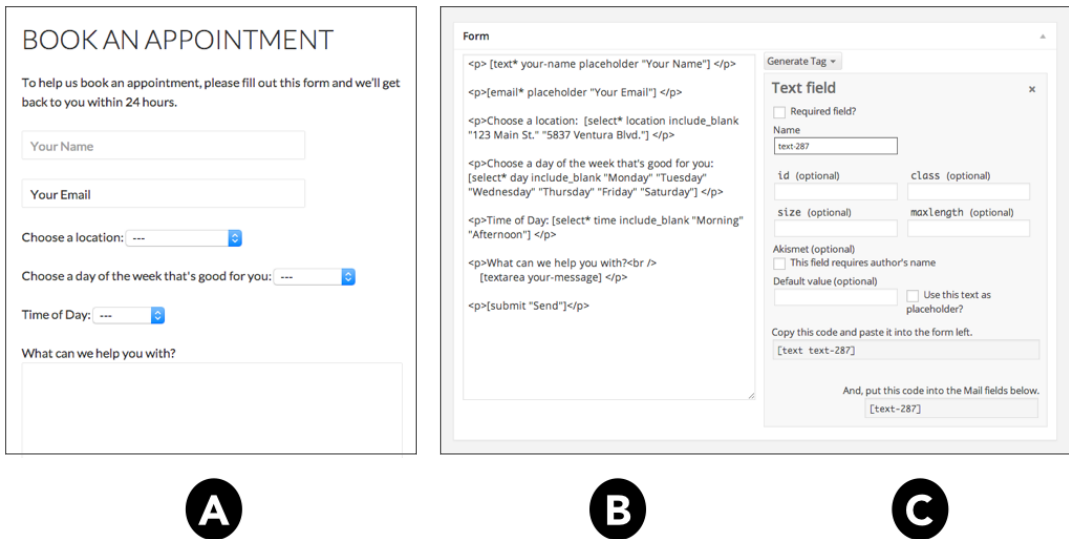 BOOK AN APPOINTMENT
To help us book an appointment, please fill out this form and we'll get
back to you within 24 hours.
Your Name
Your Email
Choose a location: ---
Choose a day of the week that's good for you: ---
Time of Day: ---
What can we help you with?
Form
<p> [text* your-name placeholder "Your Name"] </p>
<p>[email* placeholder "Your Email"] </p>
<p>Choose a location:  [select* location include_blank
"123 Main St." "5837 Ventura Blvd."] </p>
<p>Choose a day of the week that's good for you:
[select* day include_blank "Monday" "Tuesday"
"Wednesday" "Thursday" "Friday" "Saturday"] </p>
<p>Time of Day: [select* time include_blank "Morning"
"Afternoon"] </p>
<p>What can we help you with?<br />
[textarea your-message] </p>
<p>[submit "Send"]</p>
Generate Tag
Text field
×
Required field?
Name
text-287
id (optional) class (optional)
size (optional) maxlength (optional)
Akismet (optional)
This field requires author's name
Default value (optional)
Use this text as
placeholder?
Copy this code and paste it into the form left.
[text text-287]
And, put this code into the Mail fields below.
[text-287]
A
B
C